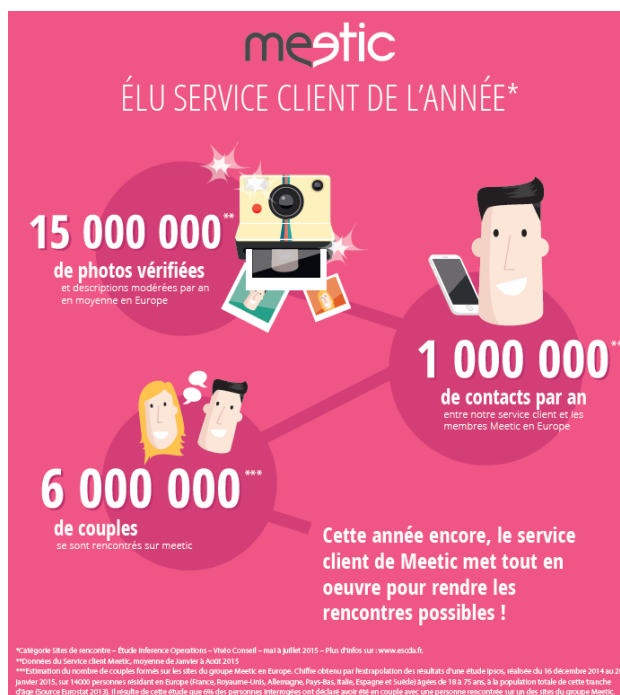 meetic
ÉLU SERVICE CLIENT DE L'ANNÉE*
15 000 000**
de photos vérifiées
et descriptions modérées par an
en moyenne en Europe
1 000 000**
de contacts par an
entre notre service client et les
membres Meetic en Europe
6 000 000***
de couples
se sont rencontrés sur meetic
Cette année encore, le service
client de Meetic met tout en
oeuvre pour rendre les
rencontres possibles !
*Catégorie Sites de rencontre – Étude Inference Operations – Viséo Conseil – mai à juillet 2015 – Plus d'infos sur : www.escda.fr.
**Données du Service client Meetic, moyenne de Janvier à Août 2015
***Estimation du nombre de couples formés sur les sites du groupe Meetic en Europe. Chiffre obtenu par l'extrapolation des résultats d'une étude Ipsos, réalisée du 16 décembre 2014 au
janvier 2015, sur 14000 personnes résidant en Europe (France, Royaume-Unis, Allemagne, Pays-Bas, Italie, Espagne et Suède) âgées de 18 à 75 ans, à la population totale de cette tranche
d'âge (Source Eurostat 2013). Il résulte de cette étude que 6% des personnes interrogées ont déclaré avoir été en couple avec une personne rencontrée sur un des sites du groupe Meetic.